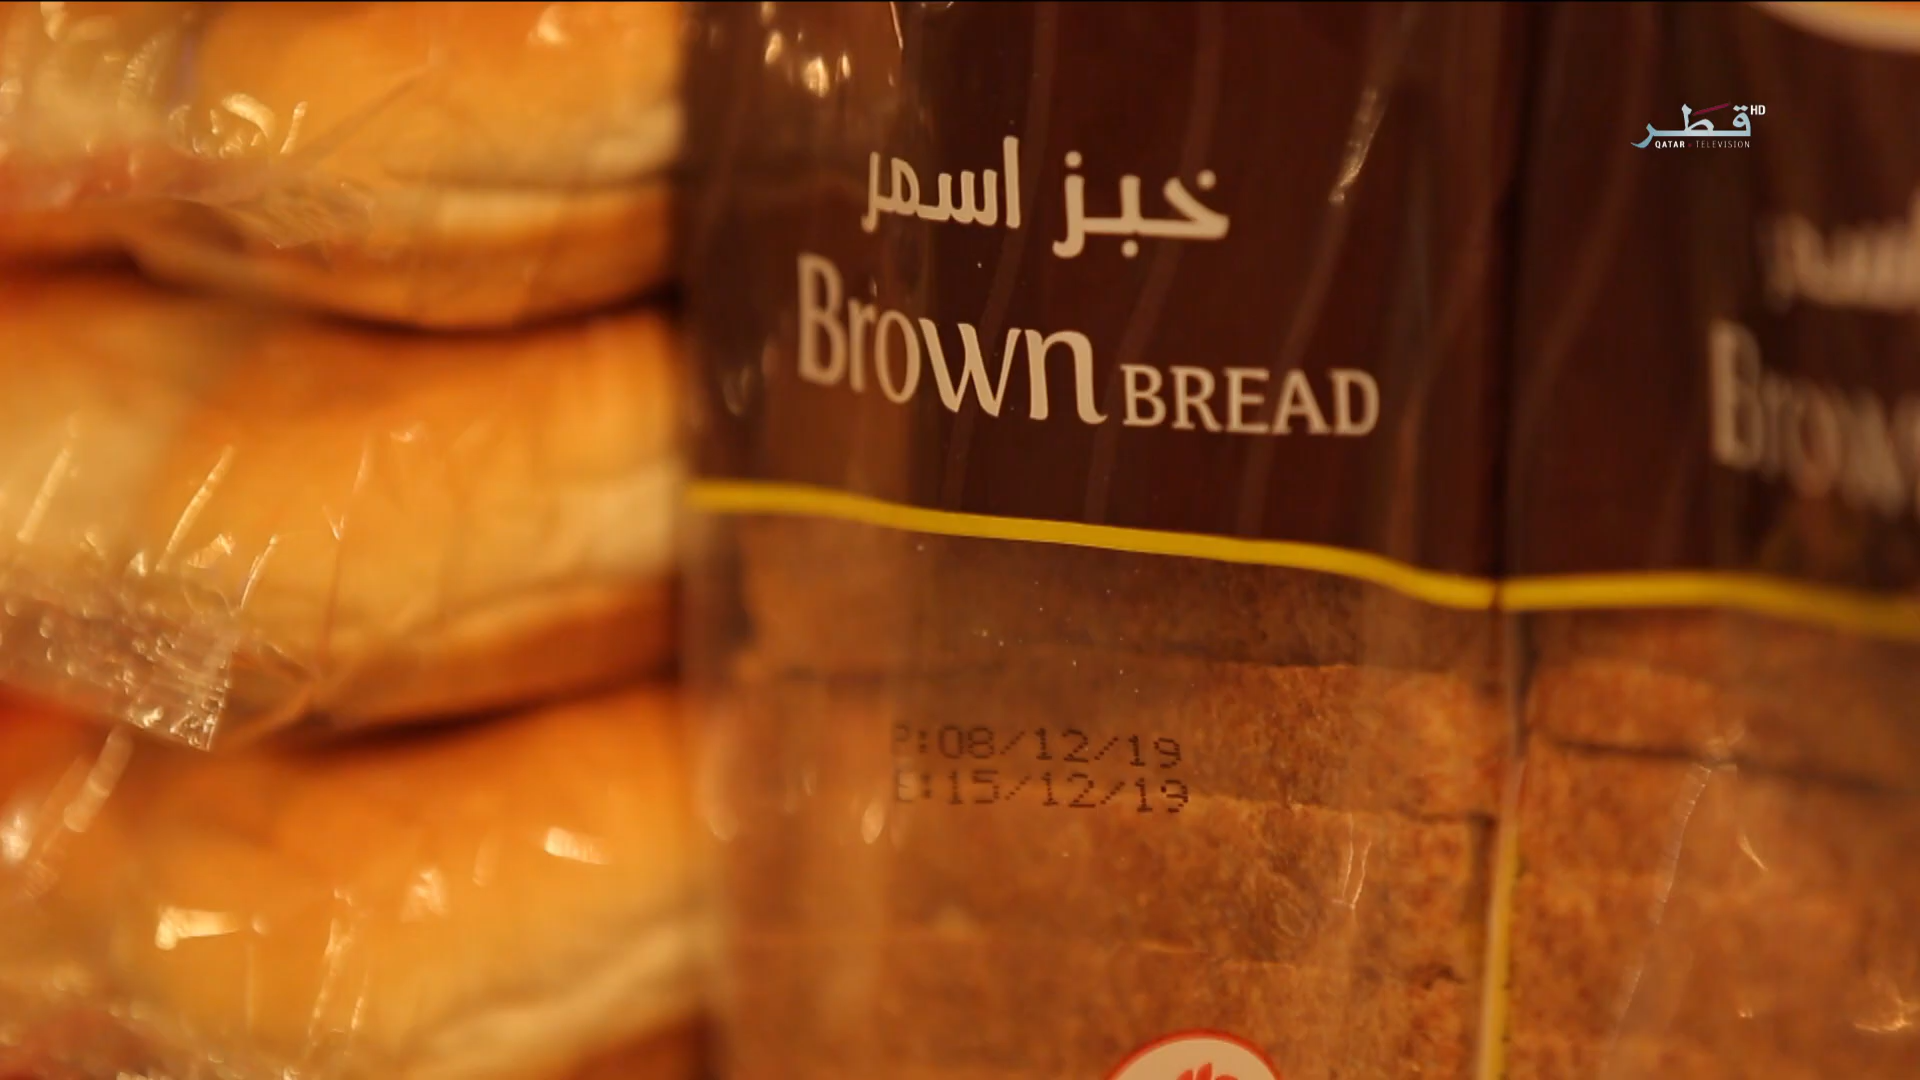 قطر HD
QATAR TELEVISION
خبز اسمر
Brown BREAD
P:08/12/19
E:15/12/19